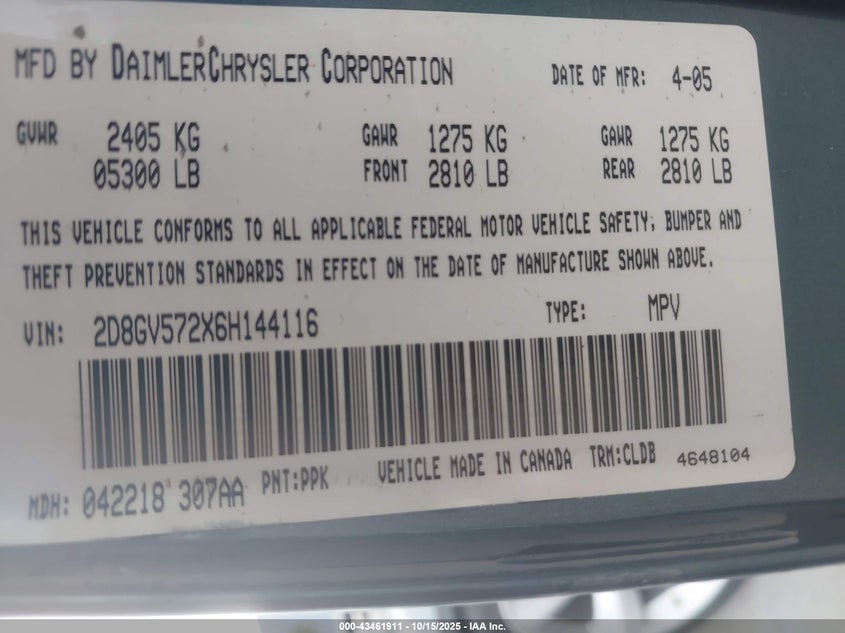 MFD BY DAIMLERCHRYSLER CORPORATION DATE OF MFR: 4-05
GVWR 2405 KG GAWR 1275 KG GAWR 1275 KG
05300 LB FRONT 2810 LB REAR 2810 LB
THIS VEHICLE CONFORMS TO ALL APPLICABLE FEDERAL MOTOR VEHICLE SAFETY, BUMPER AND
THEFT PREVENTION STANDARDS IN EFFECT ON THE DATE OF MANUFACTURE SHOWN ABOVE.
VIN: 2D8GV572X6H144116 TYPE: MPV
MDH: 042218 307AA PNT:PPK VEHICLE MADE IN CANADA TRM:CLDB 4648104
000-43461911 - 10/15/2025 - IAA Inc.